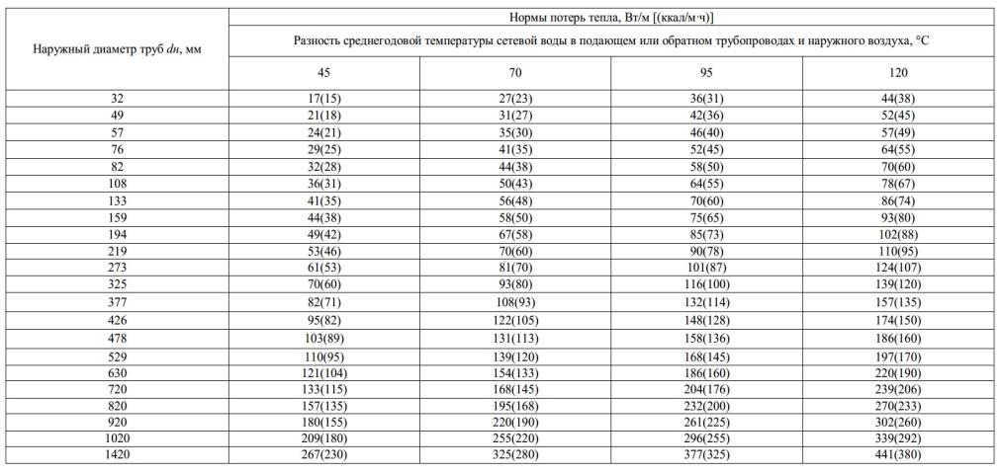 Наружный диаметр труб dн, мм
Нормы потерь тепла, Вт/м [(ккал/м·ч)]
Разность среднегодовой температуры сетевой воды в подающем или обратном трубопроводах и наружного воздуха, °С
45 70 95 120
32 17(15) 27(23) 36(31) 44(38)
49 21(18) 31(27) 42(36) 52(45)
57 24(21) 35(30) 46(40) 57(49)
76 29(25) 41(35) 52(45) 64(55)
82 32(28) 44(38) 58(50) 70(60)
108 36(31) 50(43) 64(55) 78(67)
133 41(35) 56(48) 70(60) 86(74)
159 44(38) 58(50) 75(65) 93(80)
194 49(42) 67(58) 85(73) 102(88)
219 53(46) 70(60) 90(78) 110(95)
273 61(53) 81(70) 101(87) 124(107)
325 70(60) 93(80) 116(100) 139(120)
377 82(71) 108(93) 132(114) 157(135)
426 95(82) 122(105) 148(128) 174(150)
478 103(89) 131(113) 158(136) 186(160)
529 110(95) 139(120) 168(145) 197(170)
630 121(104) 154(133) 186(160) 220(190)
720 133(115) 168(145) 204(176) 239(206)
820 157(135) 195(168) 232(200) 270(233)
920 180(155) 220(190) 261(225) 302(260)
1020 209(180) 255(220) 296(255) 339(292)
1420 267(230) 325(280) 377(325) 441(380)